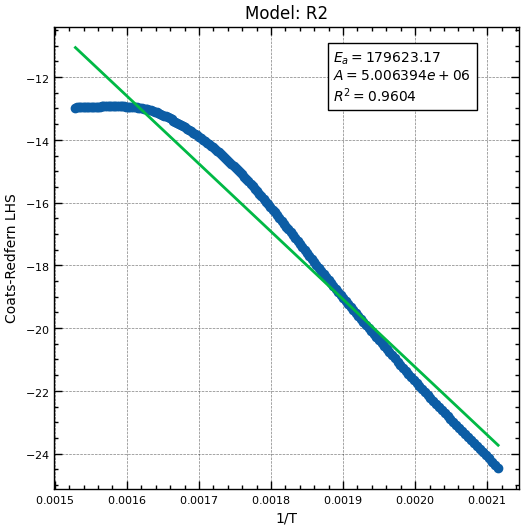 Model: R2
E_a = 179623.17
A = 5.006394e + 06
R^2 = 0.9604
Coats-Redfern LHS
−12
−14
−16
−18
−20
−22
−24
0.0015 0.0016 0.0017 0.0018 0.0019 0.0020 0.0021
1/T